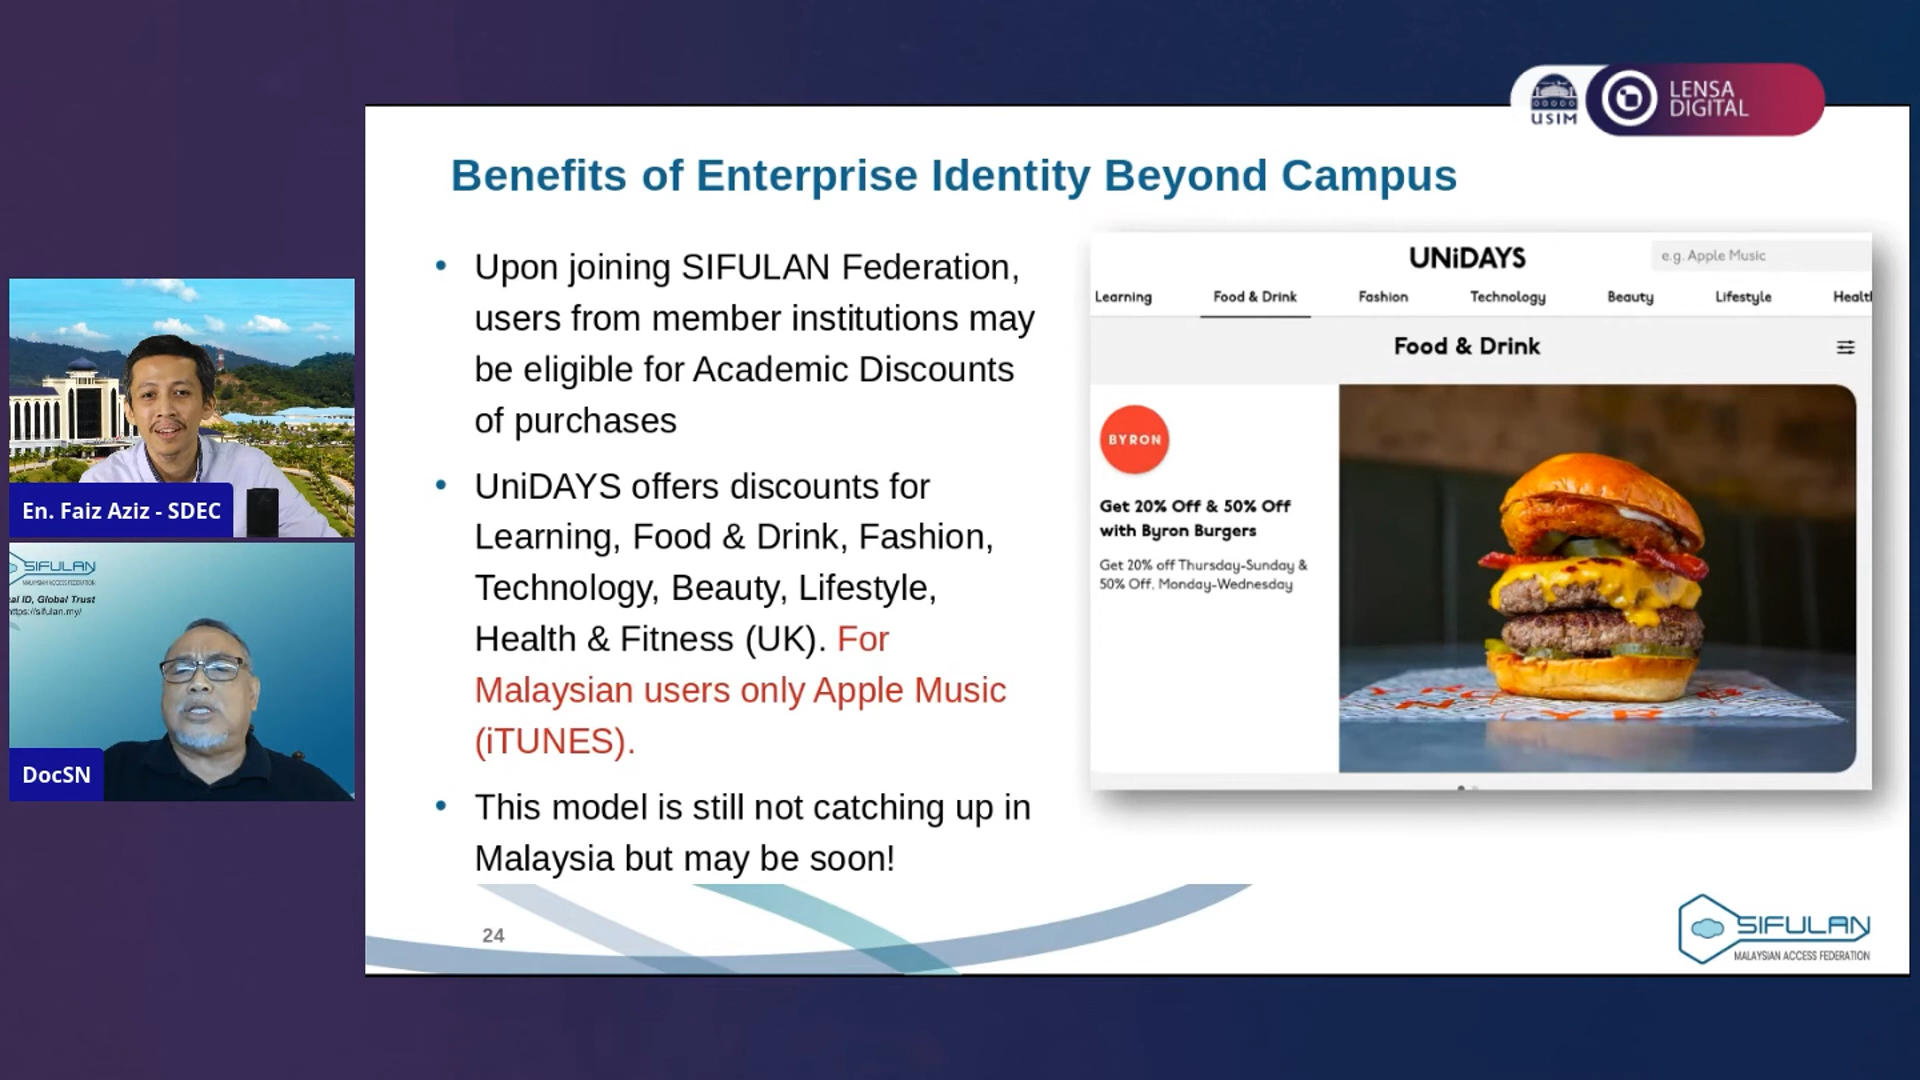 USIM
LENSA
DIGITAL
Benefits of Enterprise Identity Beyond Campus
• Upon joining SIFULAN Federation,
users from member institutions may
be eligible for Academic Discounts
of purchases
• UniDAYS offers discounts for
Learning, Food & Drink, Fashion,
Technology, Beauty, Lifestyle,
Health & Fitness (UK). For
Malaysian users only Apple Music
(iTUNES).
• This model is still not catching up in
Malaysia but may be soon!
24
UNiDAYS
e.g. Apple Music
Learning Food & Drink Fashion Technology Beauty Lifestyle Healtl
Food & Drink
BYRON
Get 20% Off & 50% Off
with Byron Burgers
Get 20% off Thursday-Sunday &
50% Off, Monday-Wednesday
SIFULAN
MALAYSIAN ACCESS FEDERATION
En. Faiz Aziz - SDEC
SIFULAN
MALAYSIAN ACCESS FEDERATION
al ID, Global Trust
https://sifulan.my/
DocSN